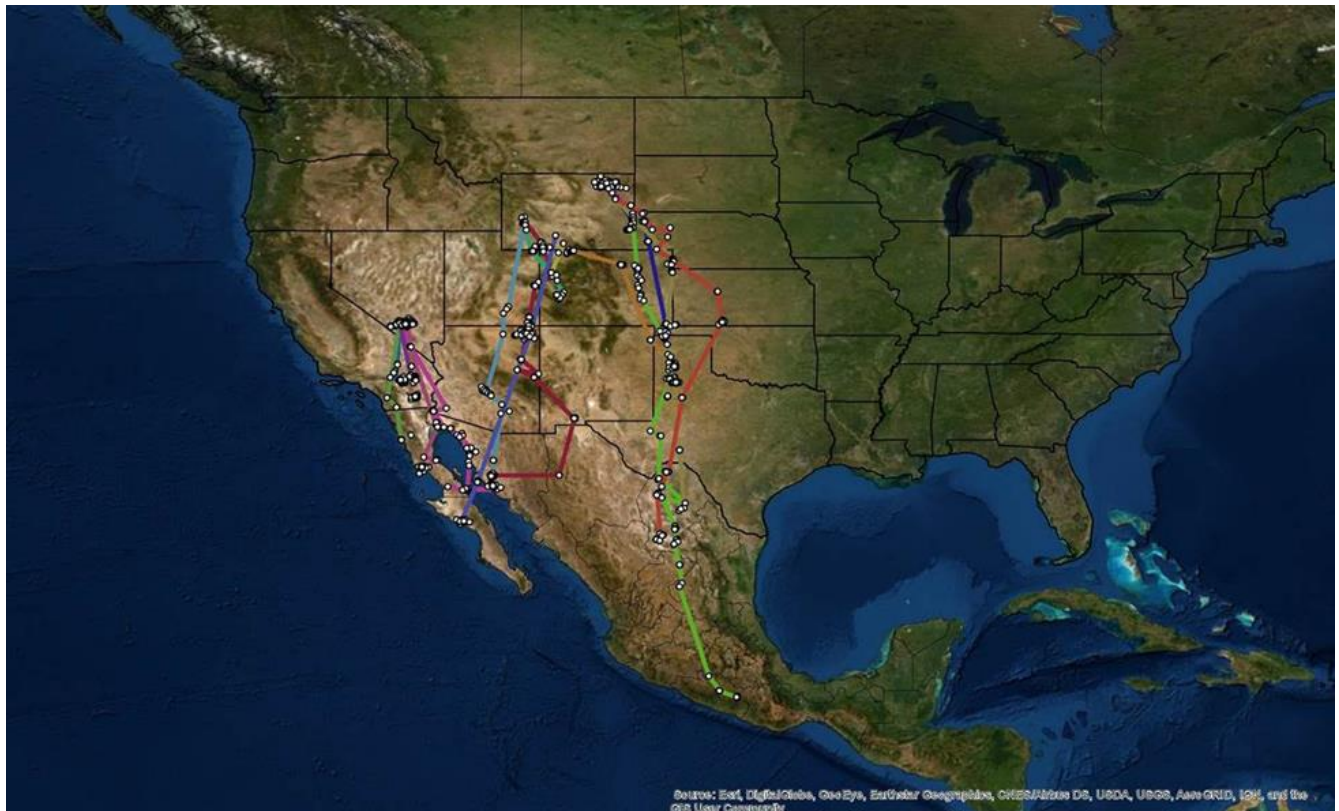 Source: Esri, DigitalGlobe, GeoEye, Earthstar Geographics, CNES/Airbus DS, USDA, USGS, AeroGRID, IGN, and the
GIS User Community